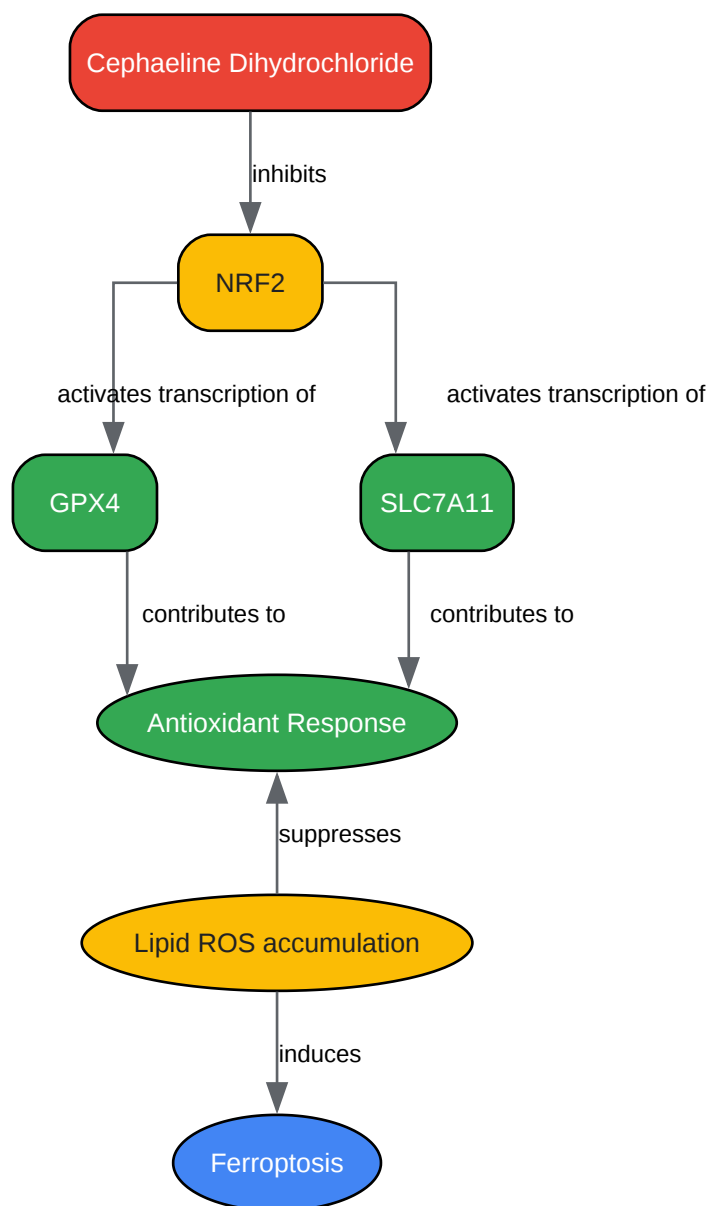 Cephaeline Dihydrochloride
inhibits
NRF2
activates transcription of
activates transcription of
GPX4
SLC7A11
contributes to
contributes to
Antioxidant Response
suppresses
Lipid ROS accumulation
induces
Ferroptosis